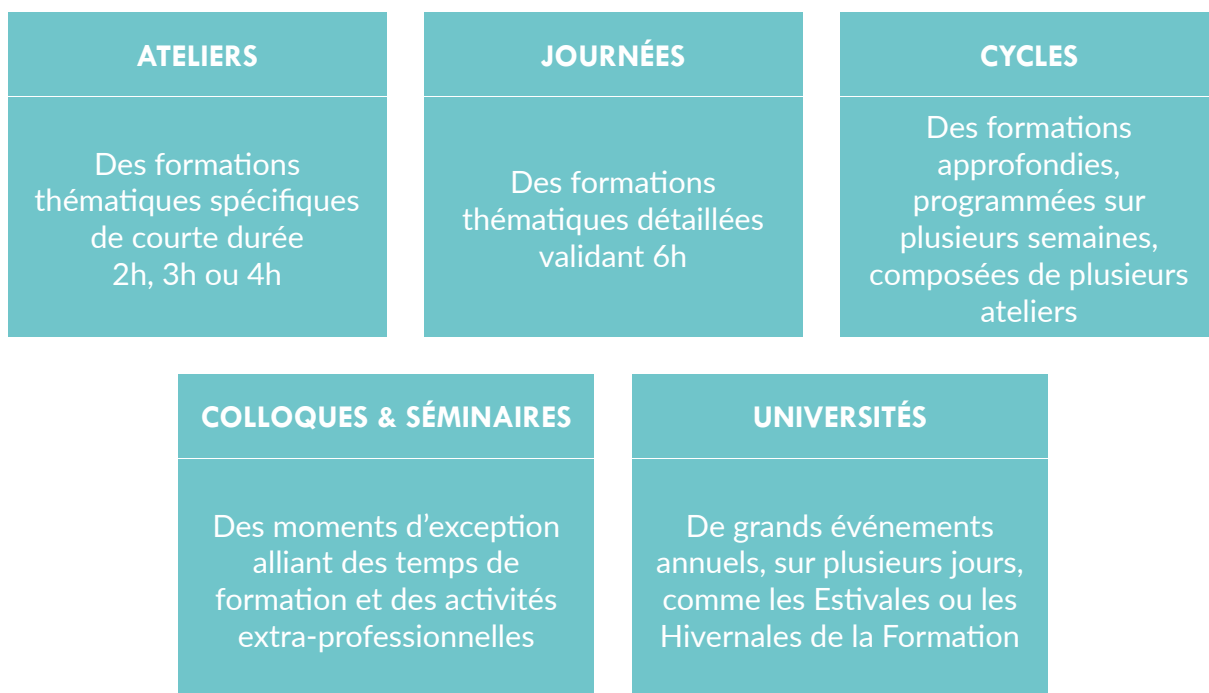 ATELIERS
Des formations
thématiques spécifiques
de courte durée
2h, 3h ou 4h
JOURNÉES
Des formations
thématiques détaillées
validant 6h
CYCLES
Des formations
approfondies,
programmées sur
plusieurs semaines,
composées de plusieurs
ateliers
COLLOQUES & SÉMINAIRES
Des moments d’exception
alliant des temps de
formation et des activités
extra-professionnelles
UNIVERSITÉS
De grands événements
annuels, sur plusieurs jours,
comme les Estivales ou les
Hivernales de la Formation